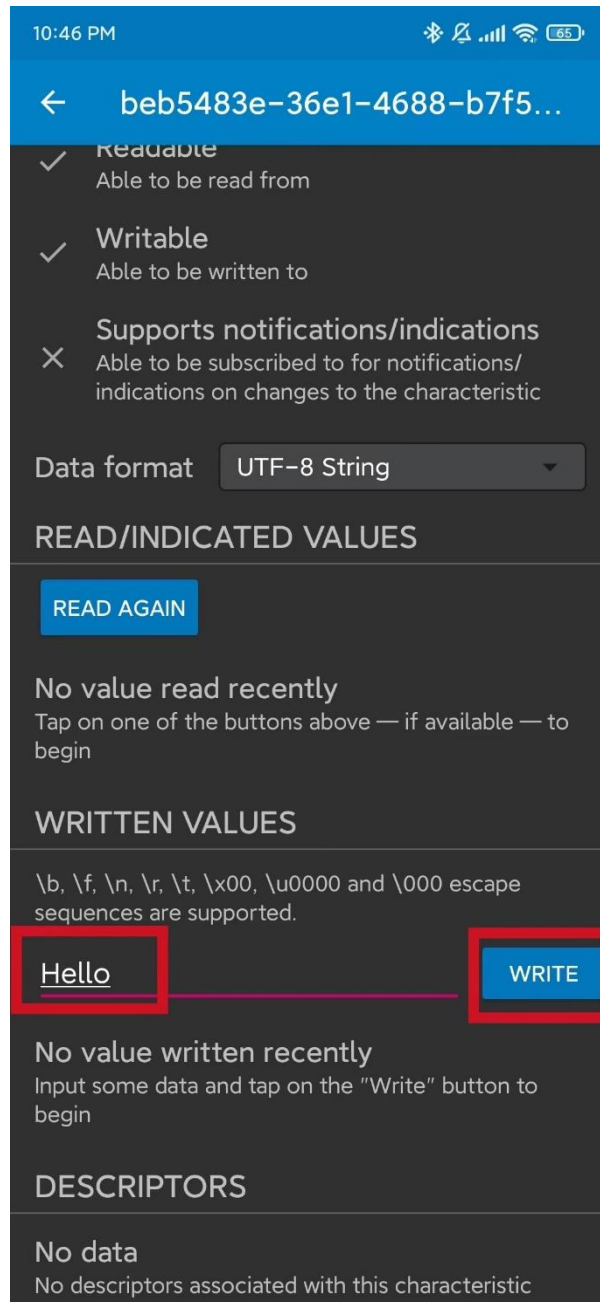 10:46 PM 65
beb5483e-36e1-4688-b7f5...
Readable
Able to be read from
Writable
Able to be written to
Supports notifications/indications
Able to be subscribed to for notifications/
indications on changes to the characteristic
Data format UTF-8 String
READ/INDICATED VALUES
READ AGAIN
No value read recently
Tap on one of the buttons above — if available — to
begin
WRITTEN VALUES
\b, \f, \n, \r, \t, \x00, \u0000 and \000 escape
sequences are supported.
Hello WRITE
No value written recently
Input some data and tap on the "Write" button to
begin
DESCRIPTORS
No data
No descriptors associated with this characteristic